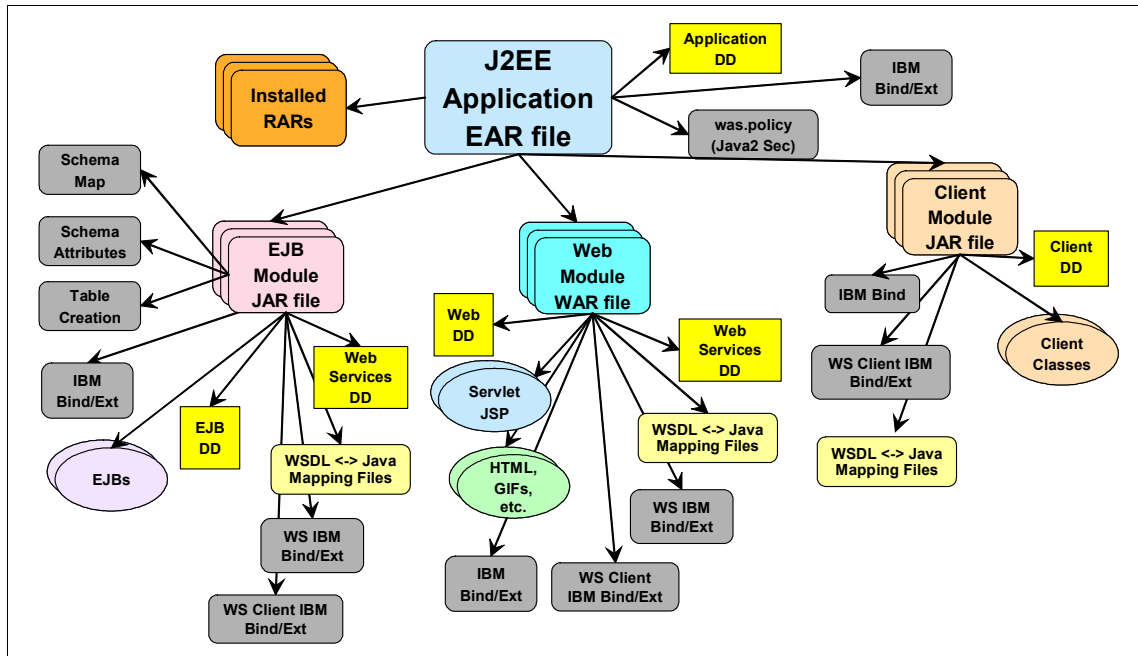 J2EE
Application
EAR file
Application
DD
IBM
Bind/Ext
Installed
RARs
was.policy
(Java2 Sec)
Schema
Map
Schema
Attributes
Table
Creation
EJB
Module
JAR file
Web
Module
WAR file
Client
Module
JAR file
Client
DD
IBM Bind
Web
DD
Web
Services
DD
Web
Services
DD
IBM
Bind/Ext
EJB
DD
EJBs
WSDL <-> Java
Mapping Files
Servlet
JSP
HTML,
GIFs,
etc.
WSDL <-> Java
Mapping Files
WS Client IBM
Bind/Ext
Client
Classes
WSDL <-> Java
Mapping Files
WS IBM
Bind/Ext
WS IBM
Bind/Ext
IBM
Bind/Ext
WS Client
IBM Bind/Ext
WS Client IBM
Bind/Ext